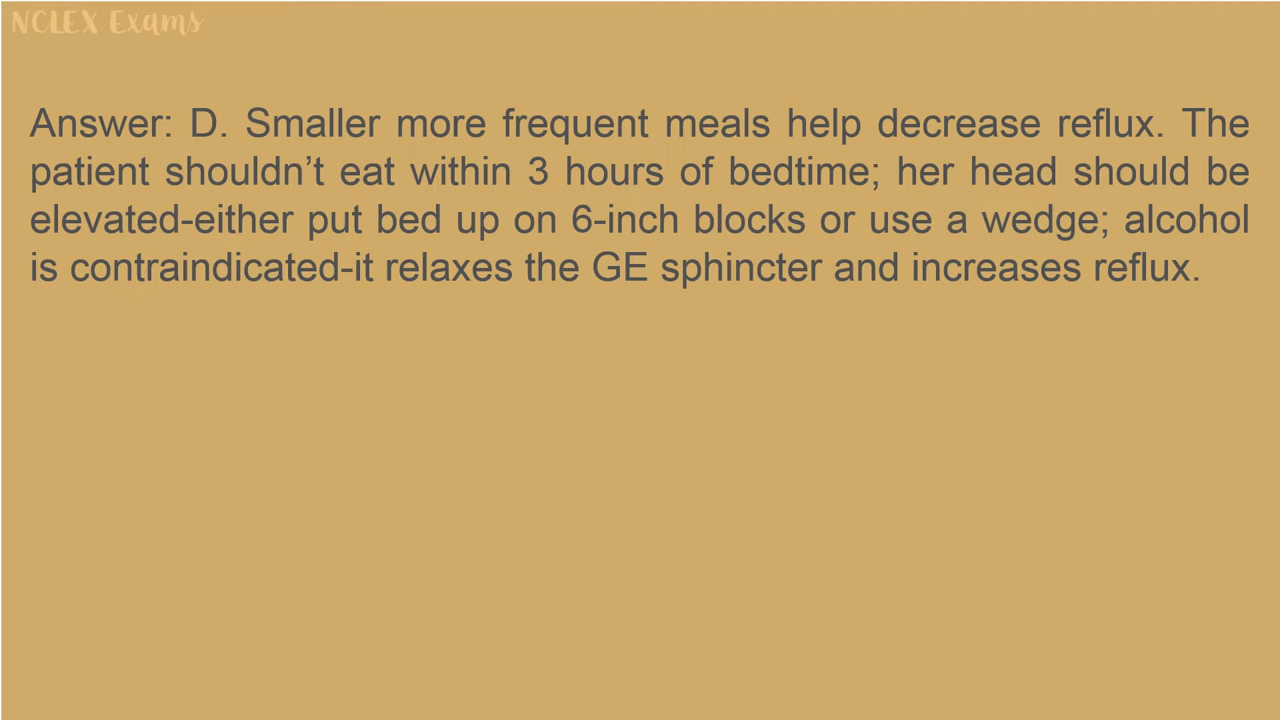 NCLEX Exams
Answer: D. Smaller more frequent meals help decrease reflux. The
patient shouldn’t eat within 3 hours of bedtime; her head should be
elevated-either put bed up on 6-inch blocks or use a wedge; alcohol
is contraindicated-it relaxes the GE sphincter and increases reflux.